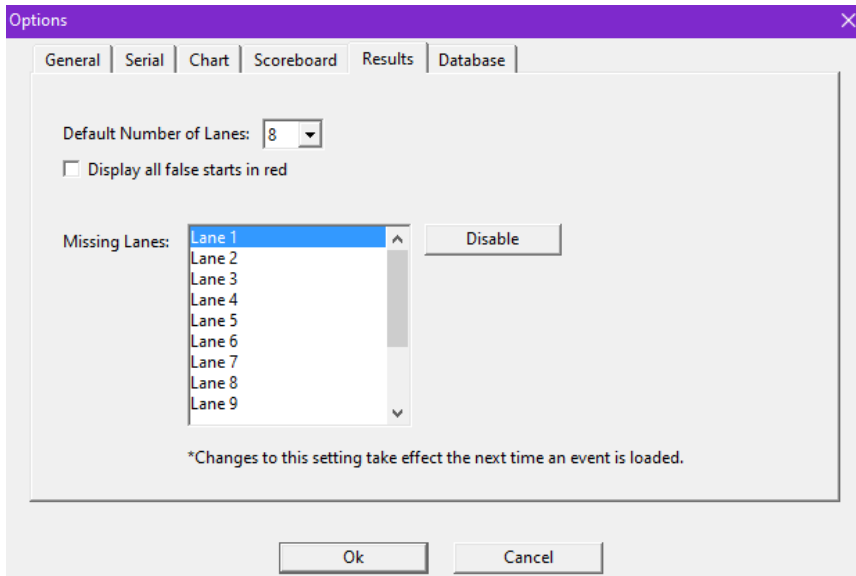 Options
General Serial Chart Scoreboard Results Database
Default Number of Lanes: 8
Display all false starts in red
Missing Lanes:
Lane 1
Lane 2
Lane 3
Lane 4
Lane 5
Lane 6
Lane 7
Lane 8
Lane 9
Disable
*Changes to this setting take effect the next time an event is loaded.
Ok Cancel